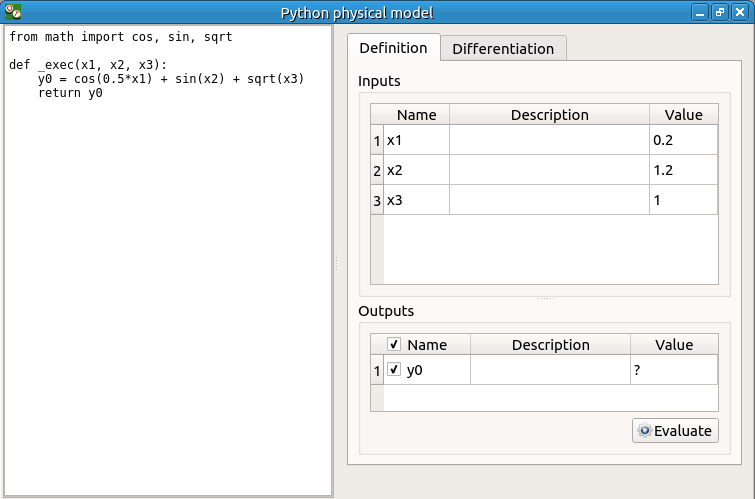 Python physical model
from math import cos, sin, sqrt
def _exec(x1, x2, x3):
    y0 = cos(0.5*x1) + sin(x2) + sqrt(x3)
    return y0
Definition Differentiation
Inputs
Name Description Value
1 x1 0.2
2 x2 1.2
3 x3 1
Outputs
Name Description Value
1 y0 ?
Evaluate